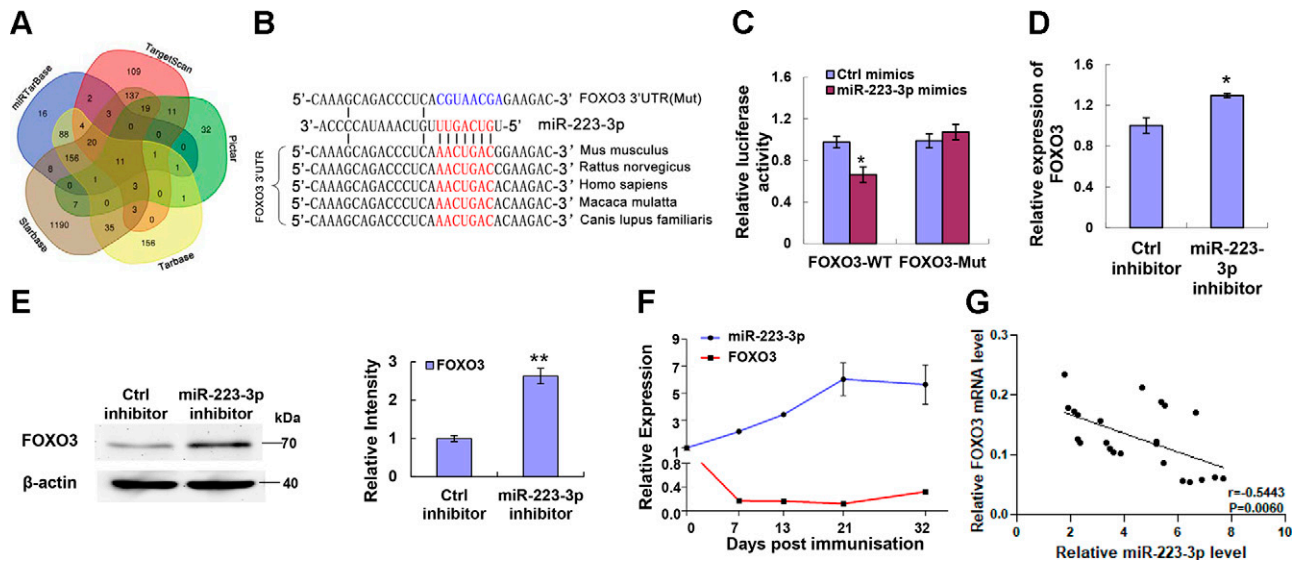 A
TargetScan
miRTarBase
Pictar
Starbase
Tarbase
109
16
2
137
11
32
3
19
4
88
0
0
0
20
0
156
11
1
1
8
1
0
3
1
7
0
3
0
1190
35
156
B
5'-CAAAGCAGACCCUCACGUAACGAGAAGAC-3' FOXO3 3'UTR(Mut)
3'-ACCCCAUAAACUGUUUGACUGU-5' miR-223-3p
FOXO3 3'UTR
5'-CAAAGCAGACCCUCAAACUGACGGAAGAC-3' Mus musculus
5'-CAAAGCAGACCCUCAAACUGACCGAAGAC-3' Rattus norvegicus
5'-CAAAGCAGACCCUCAAACUGACACAAGAC-3' Homo sapiens
5'-CAAAGCAGACCCUCAAACUGACACAAGAC-3' Macaca mulatta
5'-CAAAGCAGACCCUCAAACUGACACAAGAC-3' Canis lupus familiaris
C
Relative luciferase
activity
1.6
1.2
0.8
0.4
0
Ctrl mimics
miR-223-3p mimics
*
FOXO3-WT FOXO3-Mut
D
Relative expression of
FOXO3
1.8
1.2
0.6
0
*
Ctrl
inhibitor
miR-223-
3p inhibitor
E
Ctrl
inhibitor
miR-223-3p
inhibitor
kDa
FOXO3
70
β-actin
40
Relative Intensity
3
2
1
0
FOXO3
**
Ctrl
inhibitor
miR-223-3p
inhibitor
F
Relative Expression
9
7
5
3
1
0.8
0.4
0.0
miR-223-3p
FOXO3
0 7 13 21 32
Days post immunisation
G
Relative FOXO3 mRNA level
0.3
0.2
0.1
0.0
r=-0.5443
P=0.0060
0 2 4 6 8 10
Relative miR-223-3p level